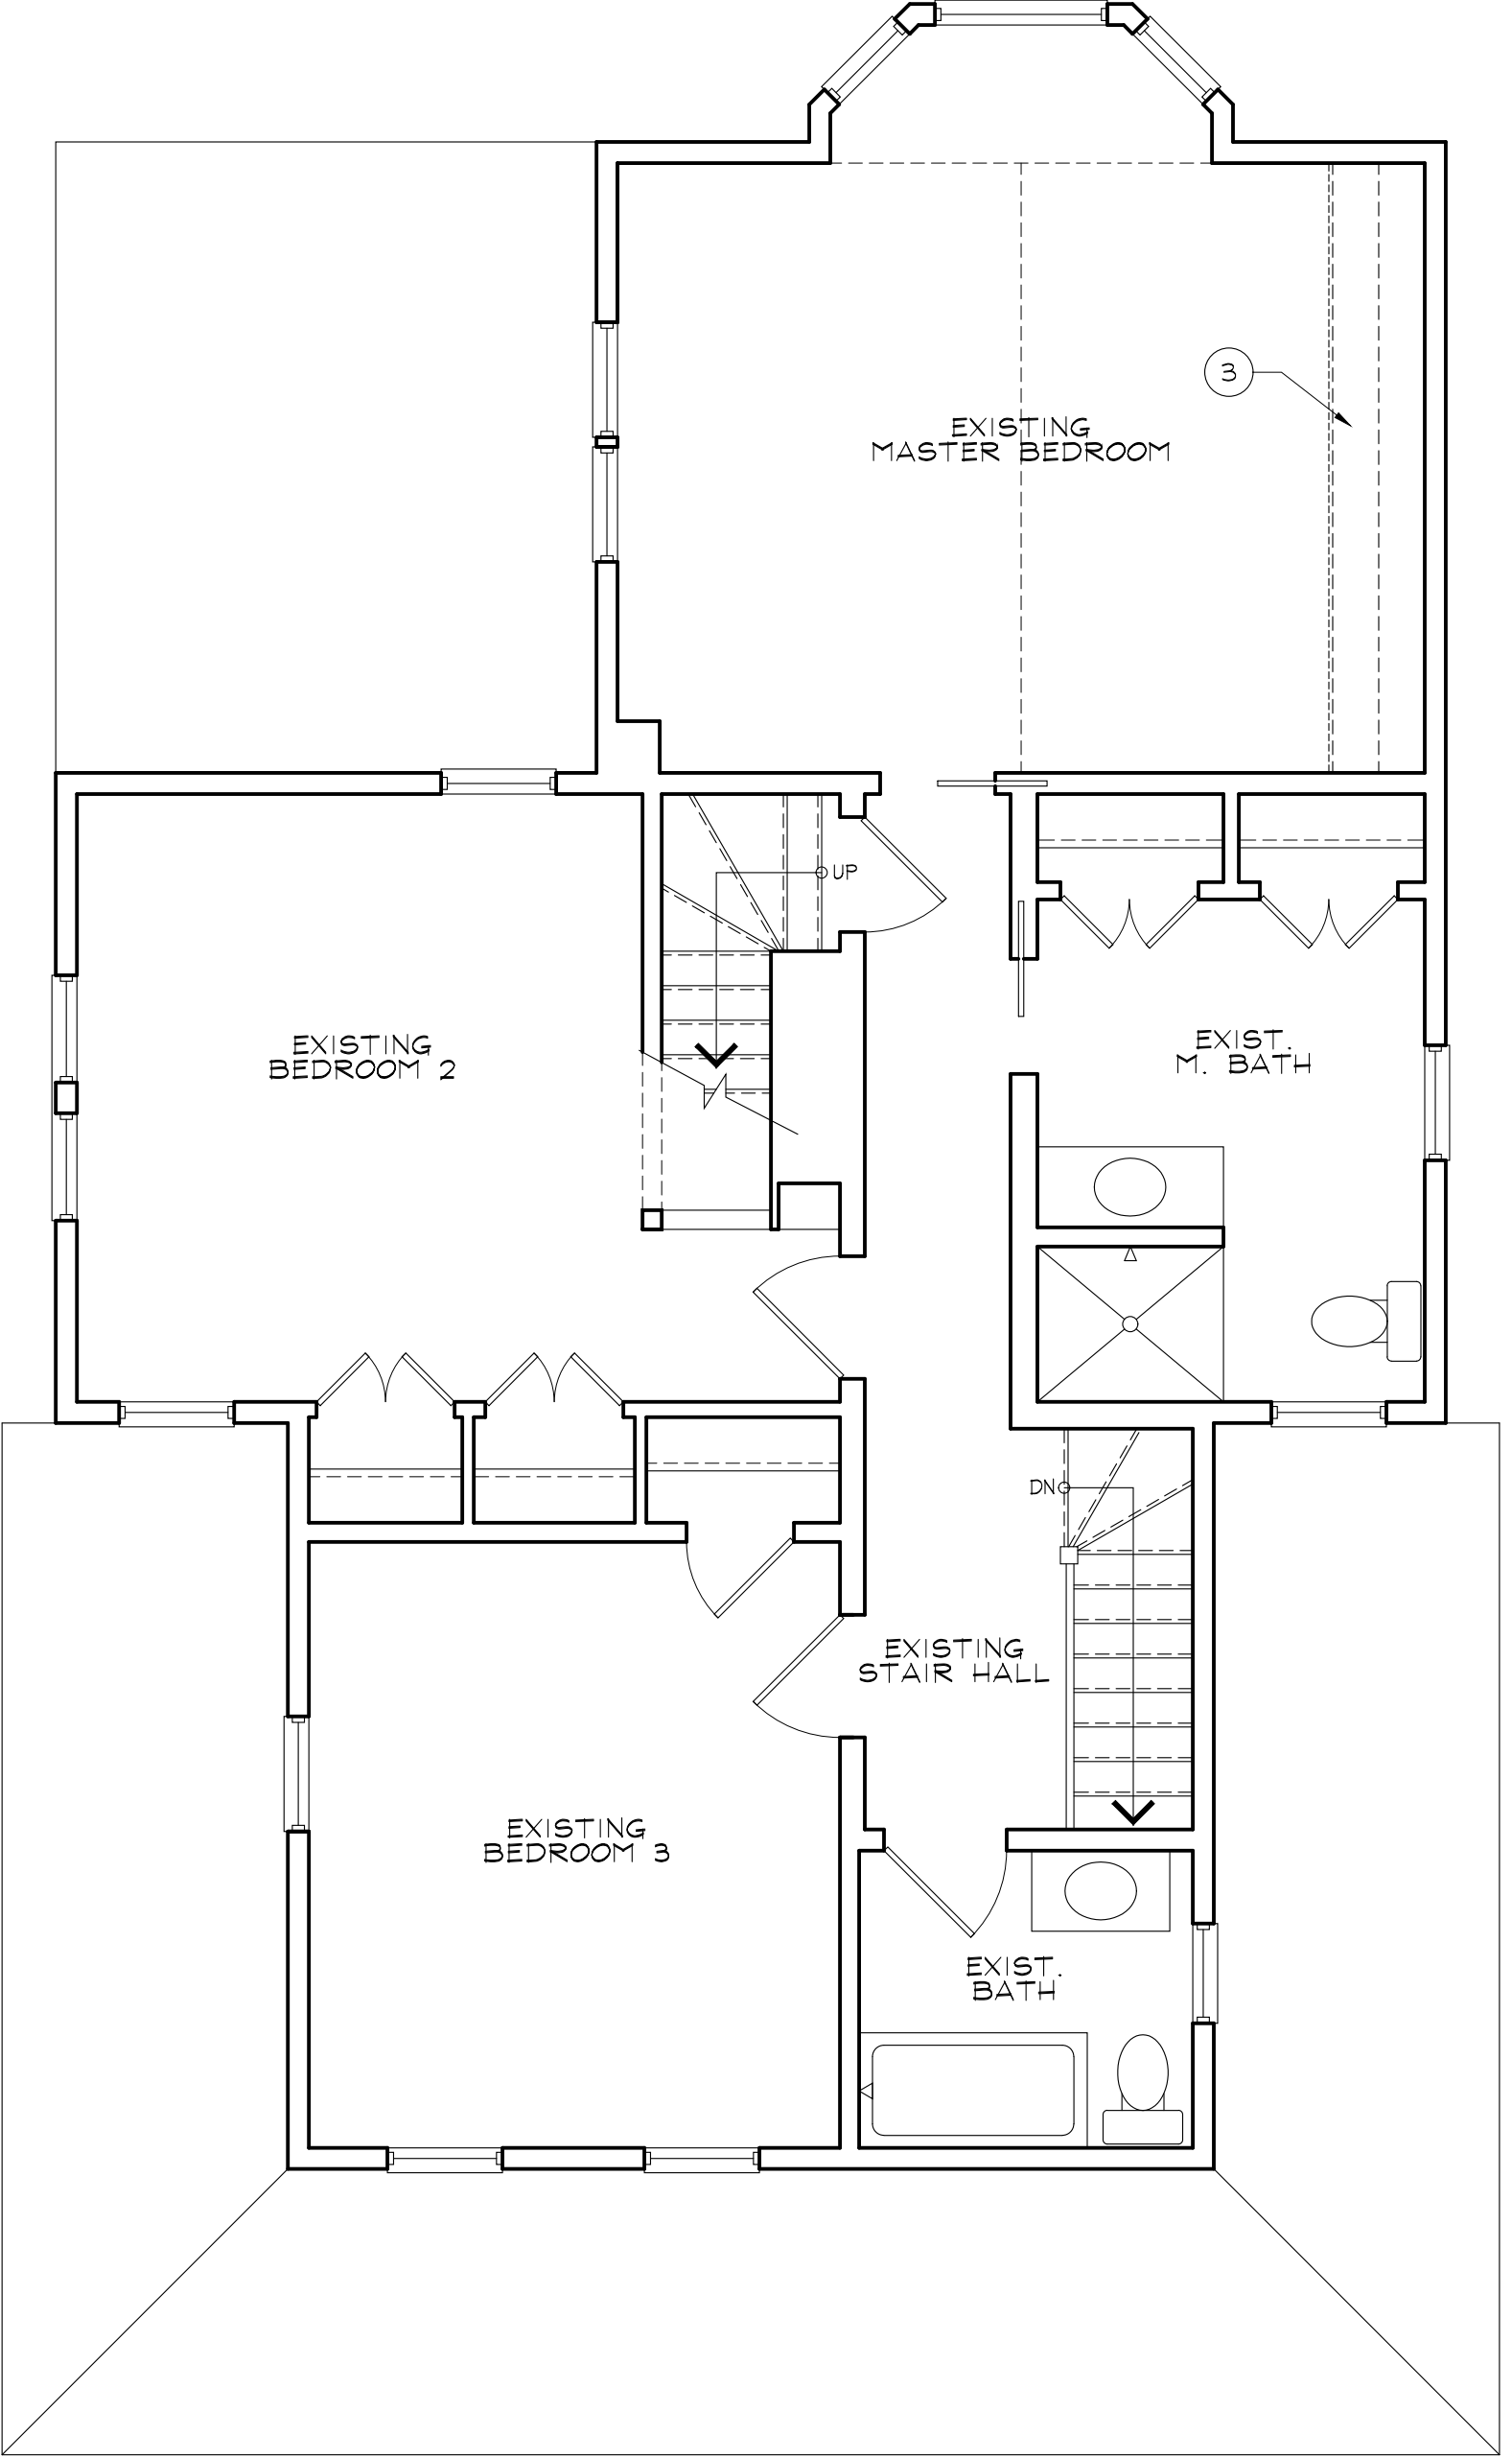 3
EXISTING
MASTER BEDROOM
UP
EXISTING
BEDROOM 2
EXIST.
M. BATH
DN
EXISTING
STAIR HALL
EXISTING
BEDROOM 3
EXIST.
BATH